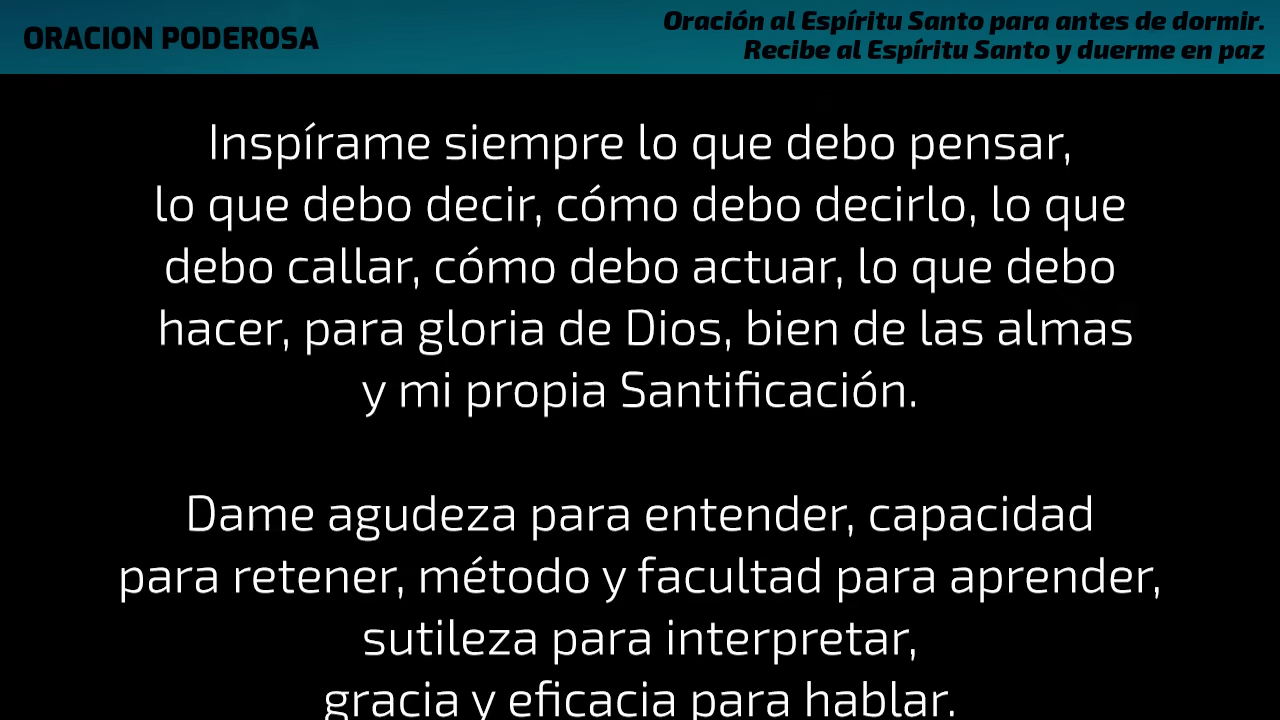 ORACION PODEROSA
Oración al Espíritu Santo para antes de dormir.
Recibe al Espíritu Santo y duerme en paz
Inspírame siempre lo que debo pensar,
lo que debo decir, cómo debo decirlo, lo que
debo callar, cómo debo actuar, lo que debo
hacer, para gloria de Dios, bien de las almas
y mi propia Santificación.
Dame agudeza para entender, capacidad
para retener, método y facultad para aprender,
sutileza para interpretar,
gracia y eficacia para hablar.